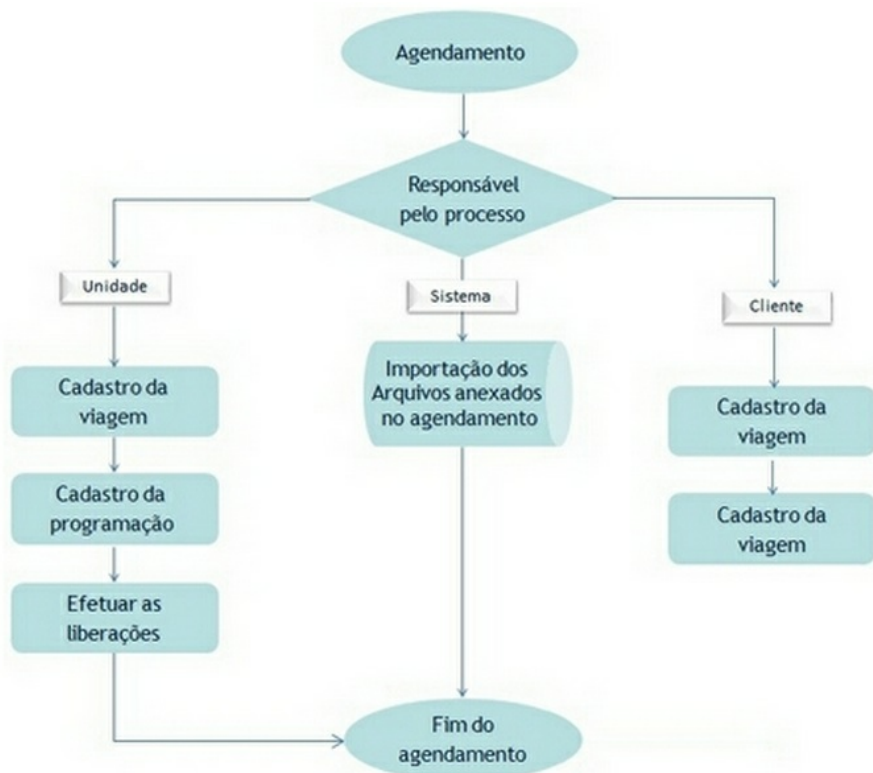 Agendamento
Responsável
pelo processo
Unidade
Cadastro da
viagem
Cadastro da
programação
Efetuar as
liberações
Sistema
Importação dos
Arquivos anexados
no agendamento
Cliente
Cadastro da
viagem
Cadastro da
viagem
Fim do
agendamento